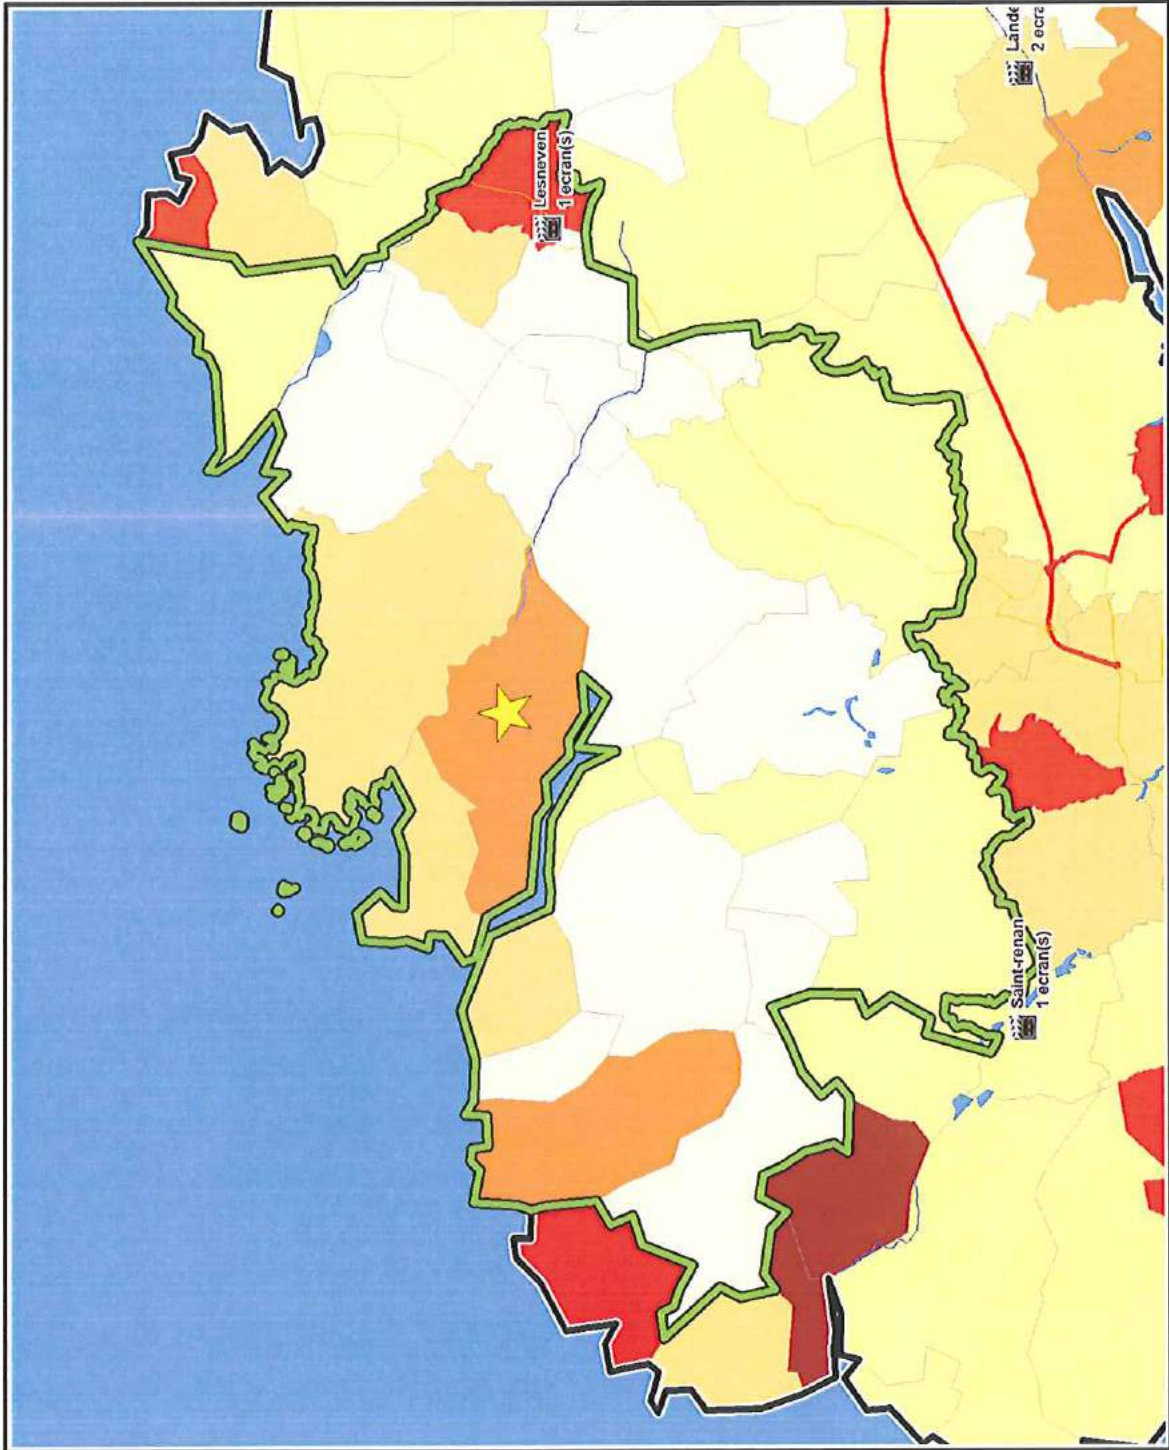 Lesneven
1 ecran(s)
Saint-renan
1 ecran(s)
Lande
2 ecra